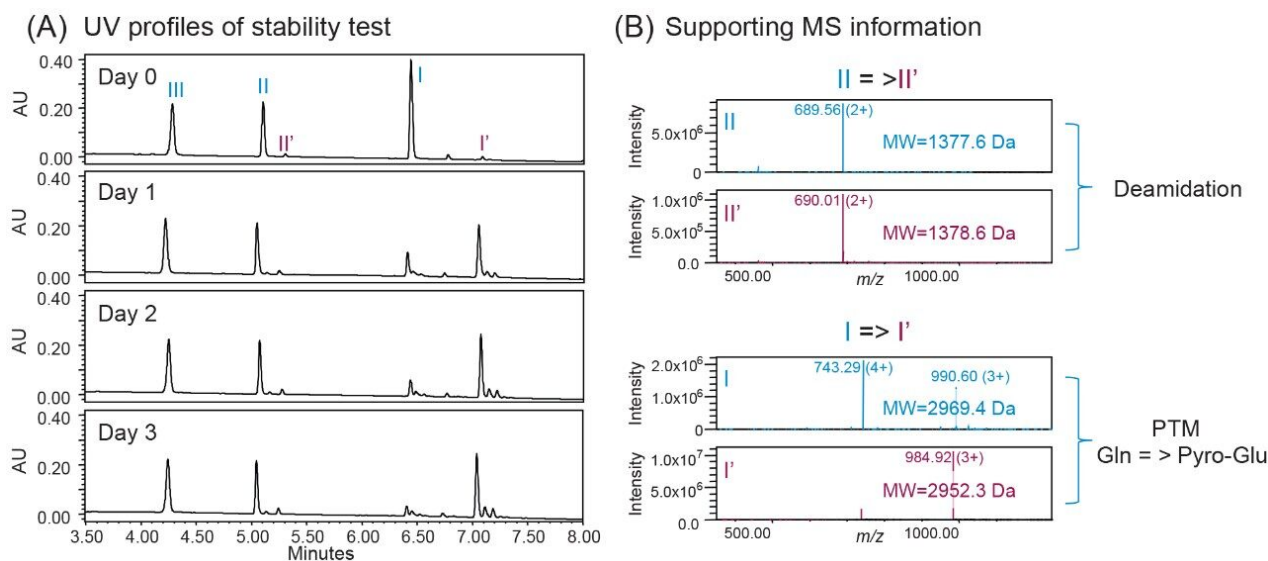 (A) UV profiles of stability test
0.40
0.20
0.00
AU
Day 0
III
II
II'
I
I'
0.40
0.20
0.00
AU
Day 1
0.40
0.20
0.00
AU
Day 2
0.40
0.20
0.00
AU
Day 3
3.50 4.00 4.50 5.00 5.50 6.00 6.50 7.00 7.50 8.00
Minutes
(B) Supporting MS information
II = >II'
Intensity
5.0x10⁶
0
II
689.56 (2+)
MW=1377.6 Da
Intensity
1.0x10⁶
5.0x10⁵
0.0
II'
690.01 (2+)
MW=1378.6 Da
500.00 1000.00
m/z
Deamidation
I => I'
Intensity
2.0x10⁶
1.0x10⁶
0
I
743.29 (4+)
990.60 (3+)
MW=2969.4 Da
Intensity
1.0x10⁷
5.0x10⁶
0.0
I'
984.92 (3+)
MW=2952.3 Da
500.00 1000.00
m/z
PTM
Gln = > Pyro-Glu